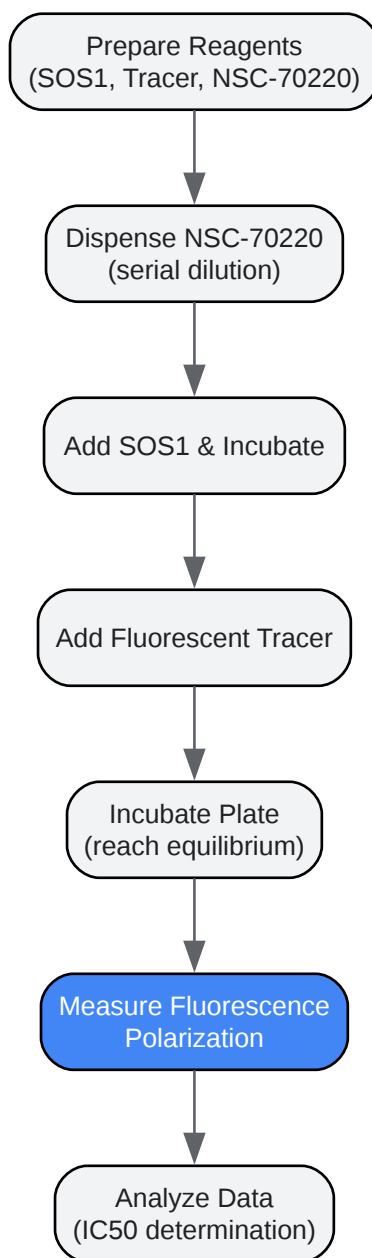 Prepare Reagents
(SOS1, Tracer, NSC-70220)
Dispense NSC-70220
(serial dilution)
Add SOS1 & Incubate
Add Fluorescent Tracer
Incubate Plate
(reach equilibrium)
Measure Fluorescence
Polarization
Analyze Data
(IC50 determination)